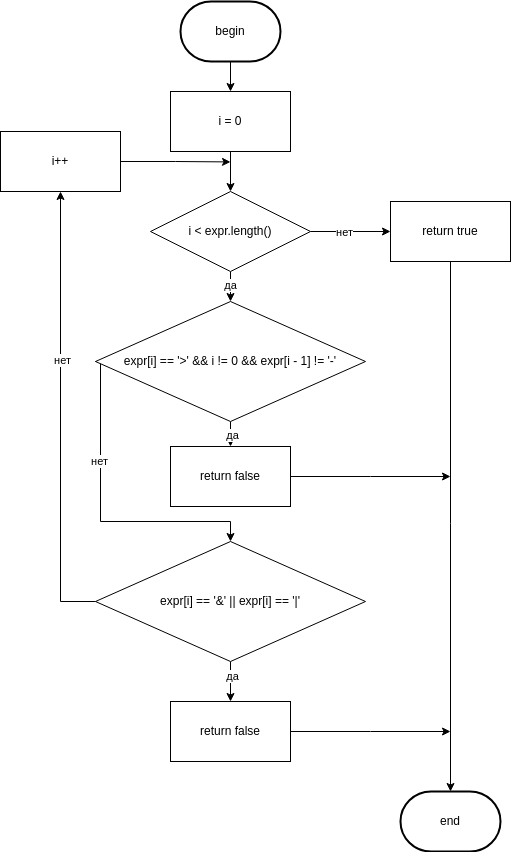 begin
i = 0
i++
i < expr.length()
нет
return true
да
expr[i] == '>' && i != 0 && expr[i - 1] != '-'
нет
да
нет
return false
expr[i] == '&' || expr[i] == '|'
да
return false
end